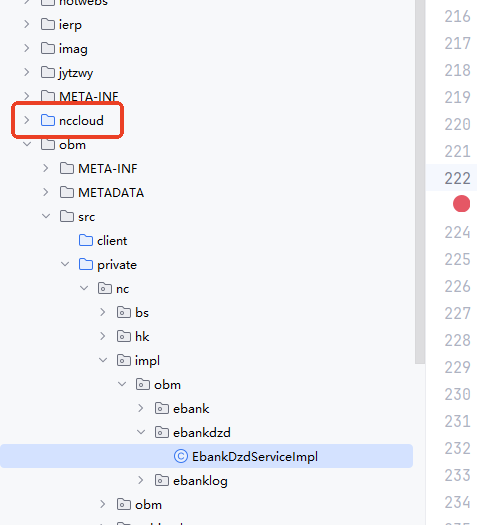 hotwebs
ierp
imag
jytzwy
META-INF
nccloud
obm
META-INF
METADATA
src
client
private
nc
bs
hk
impl
obm
ebank
ebankdzd
EbankDzdServiceImpl
ebanklog
obm
216
217
218
219
220
221
222
224
225
226
227
228
229
230
231
232
233
234